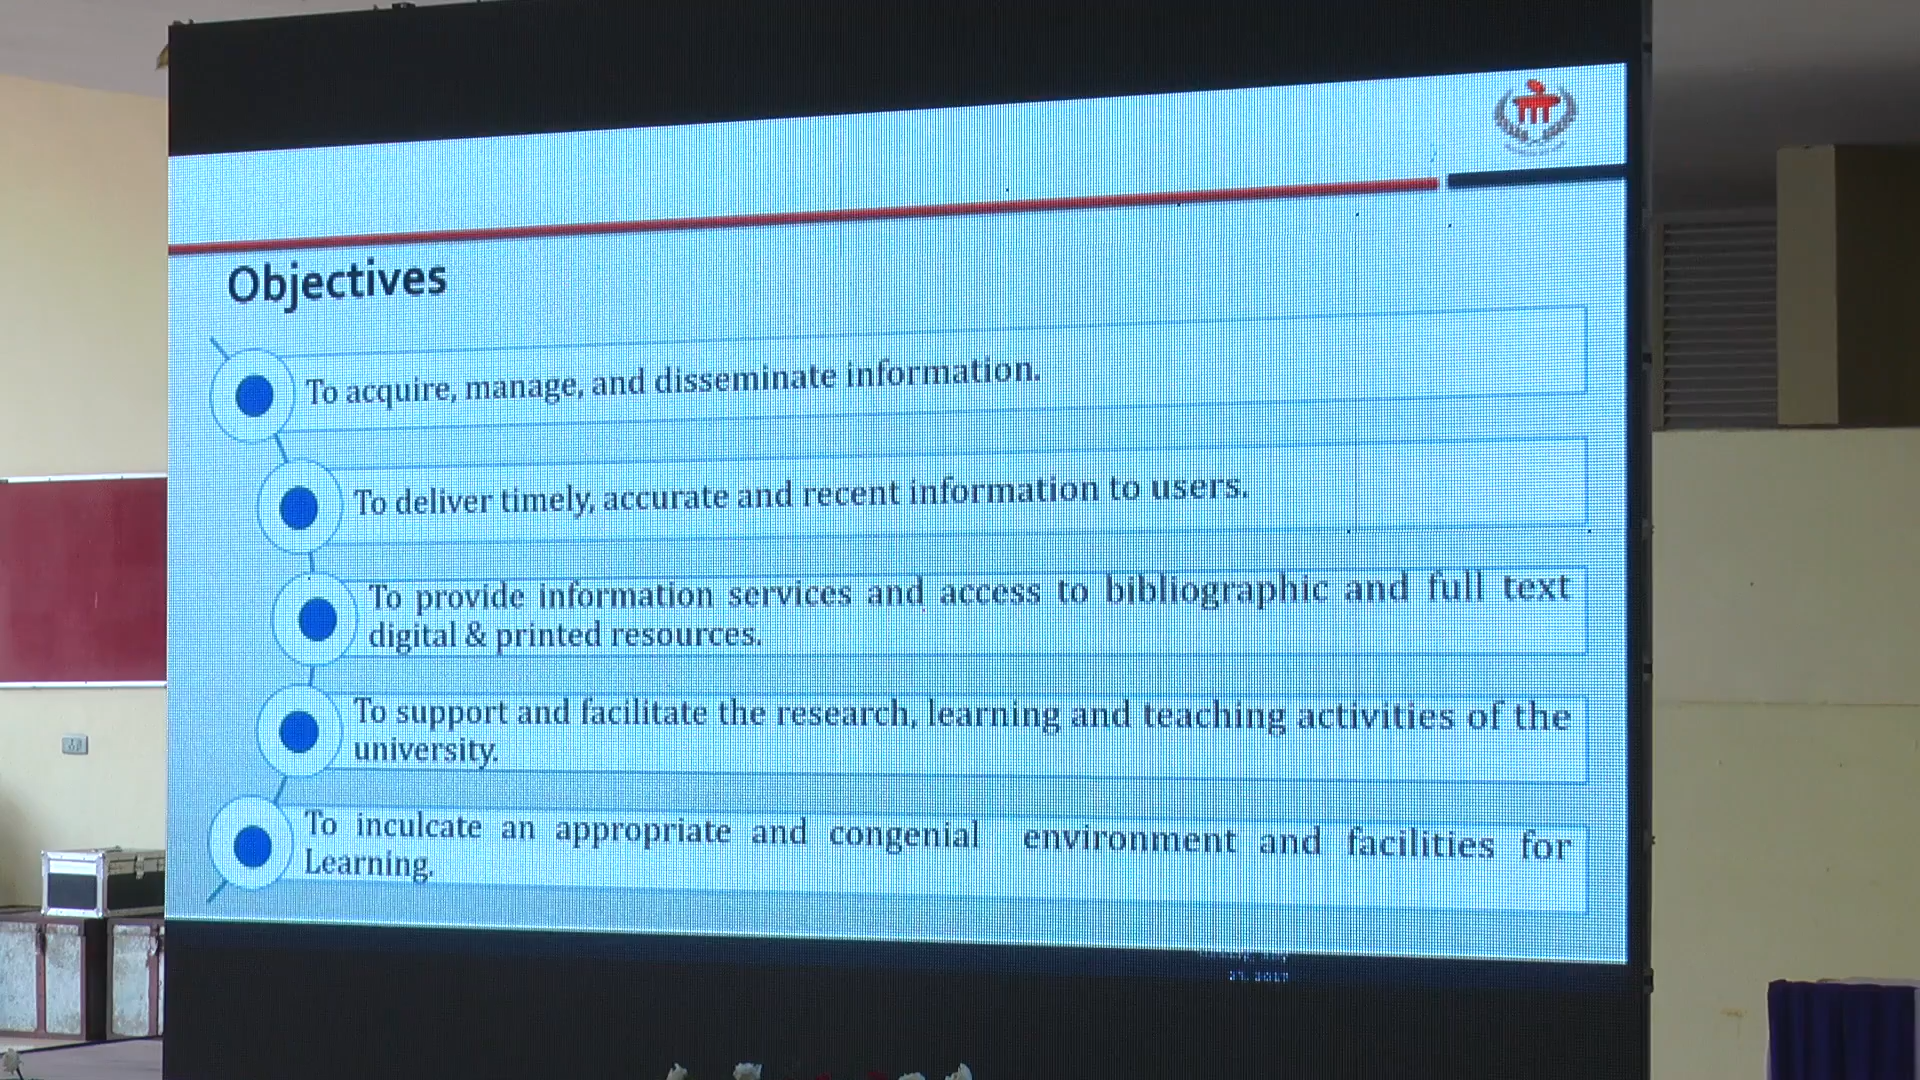 Objectives
To acquire, manage, and disseminate information.
To deliver timely, accurate and recent information to users.
To provide information services and access to bibliographic and full text
digital & printed resources.
To support and facilitate the research, learning and teaching activities of the
university.
To inculcate an appropriate and congenial environment and facilities for
Learning.